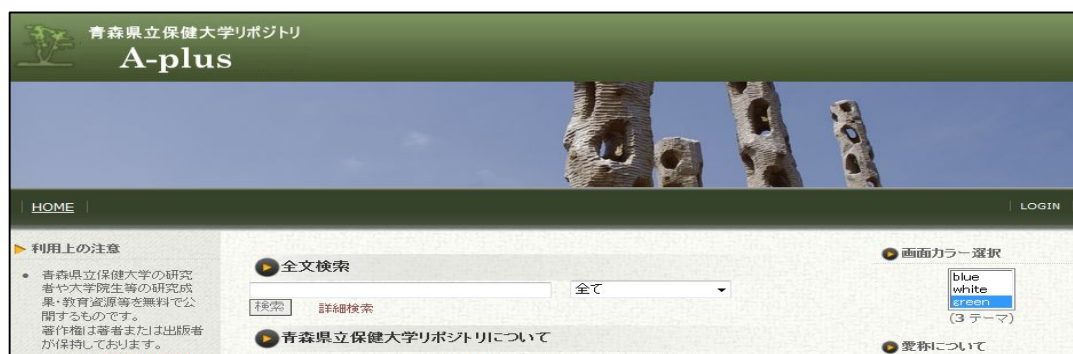 青森県立保健大学リポジトリ
A-plus
HOME
LOGIN
利用上の注意
青森県立保健大学の研究
者や大学院生等の研究成
果・教育資源等を無料で公
開するものです。
著作権は著者または出版者
が保持しております。
全文検索
全て
検索 詳細検索
青森県立保健大学リポジトリについて
画面カラー選択
blue
white
green
(3 テーマ)
愛称について